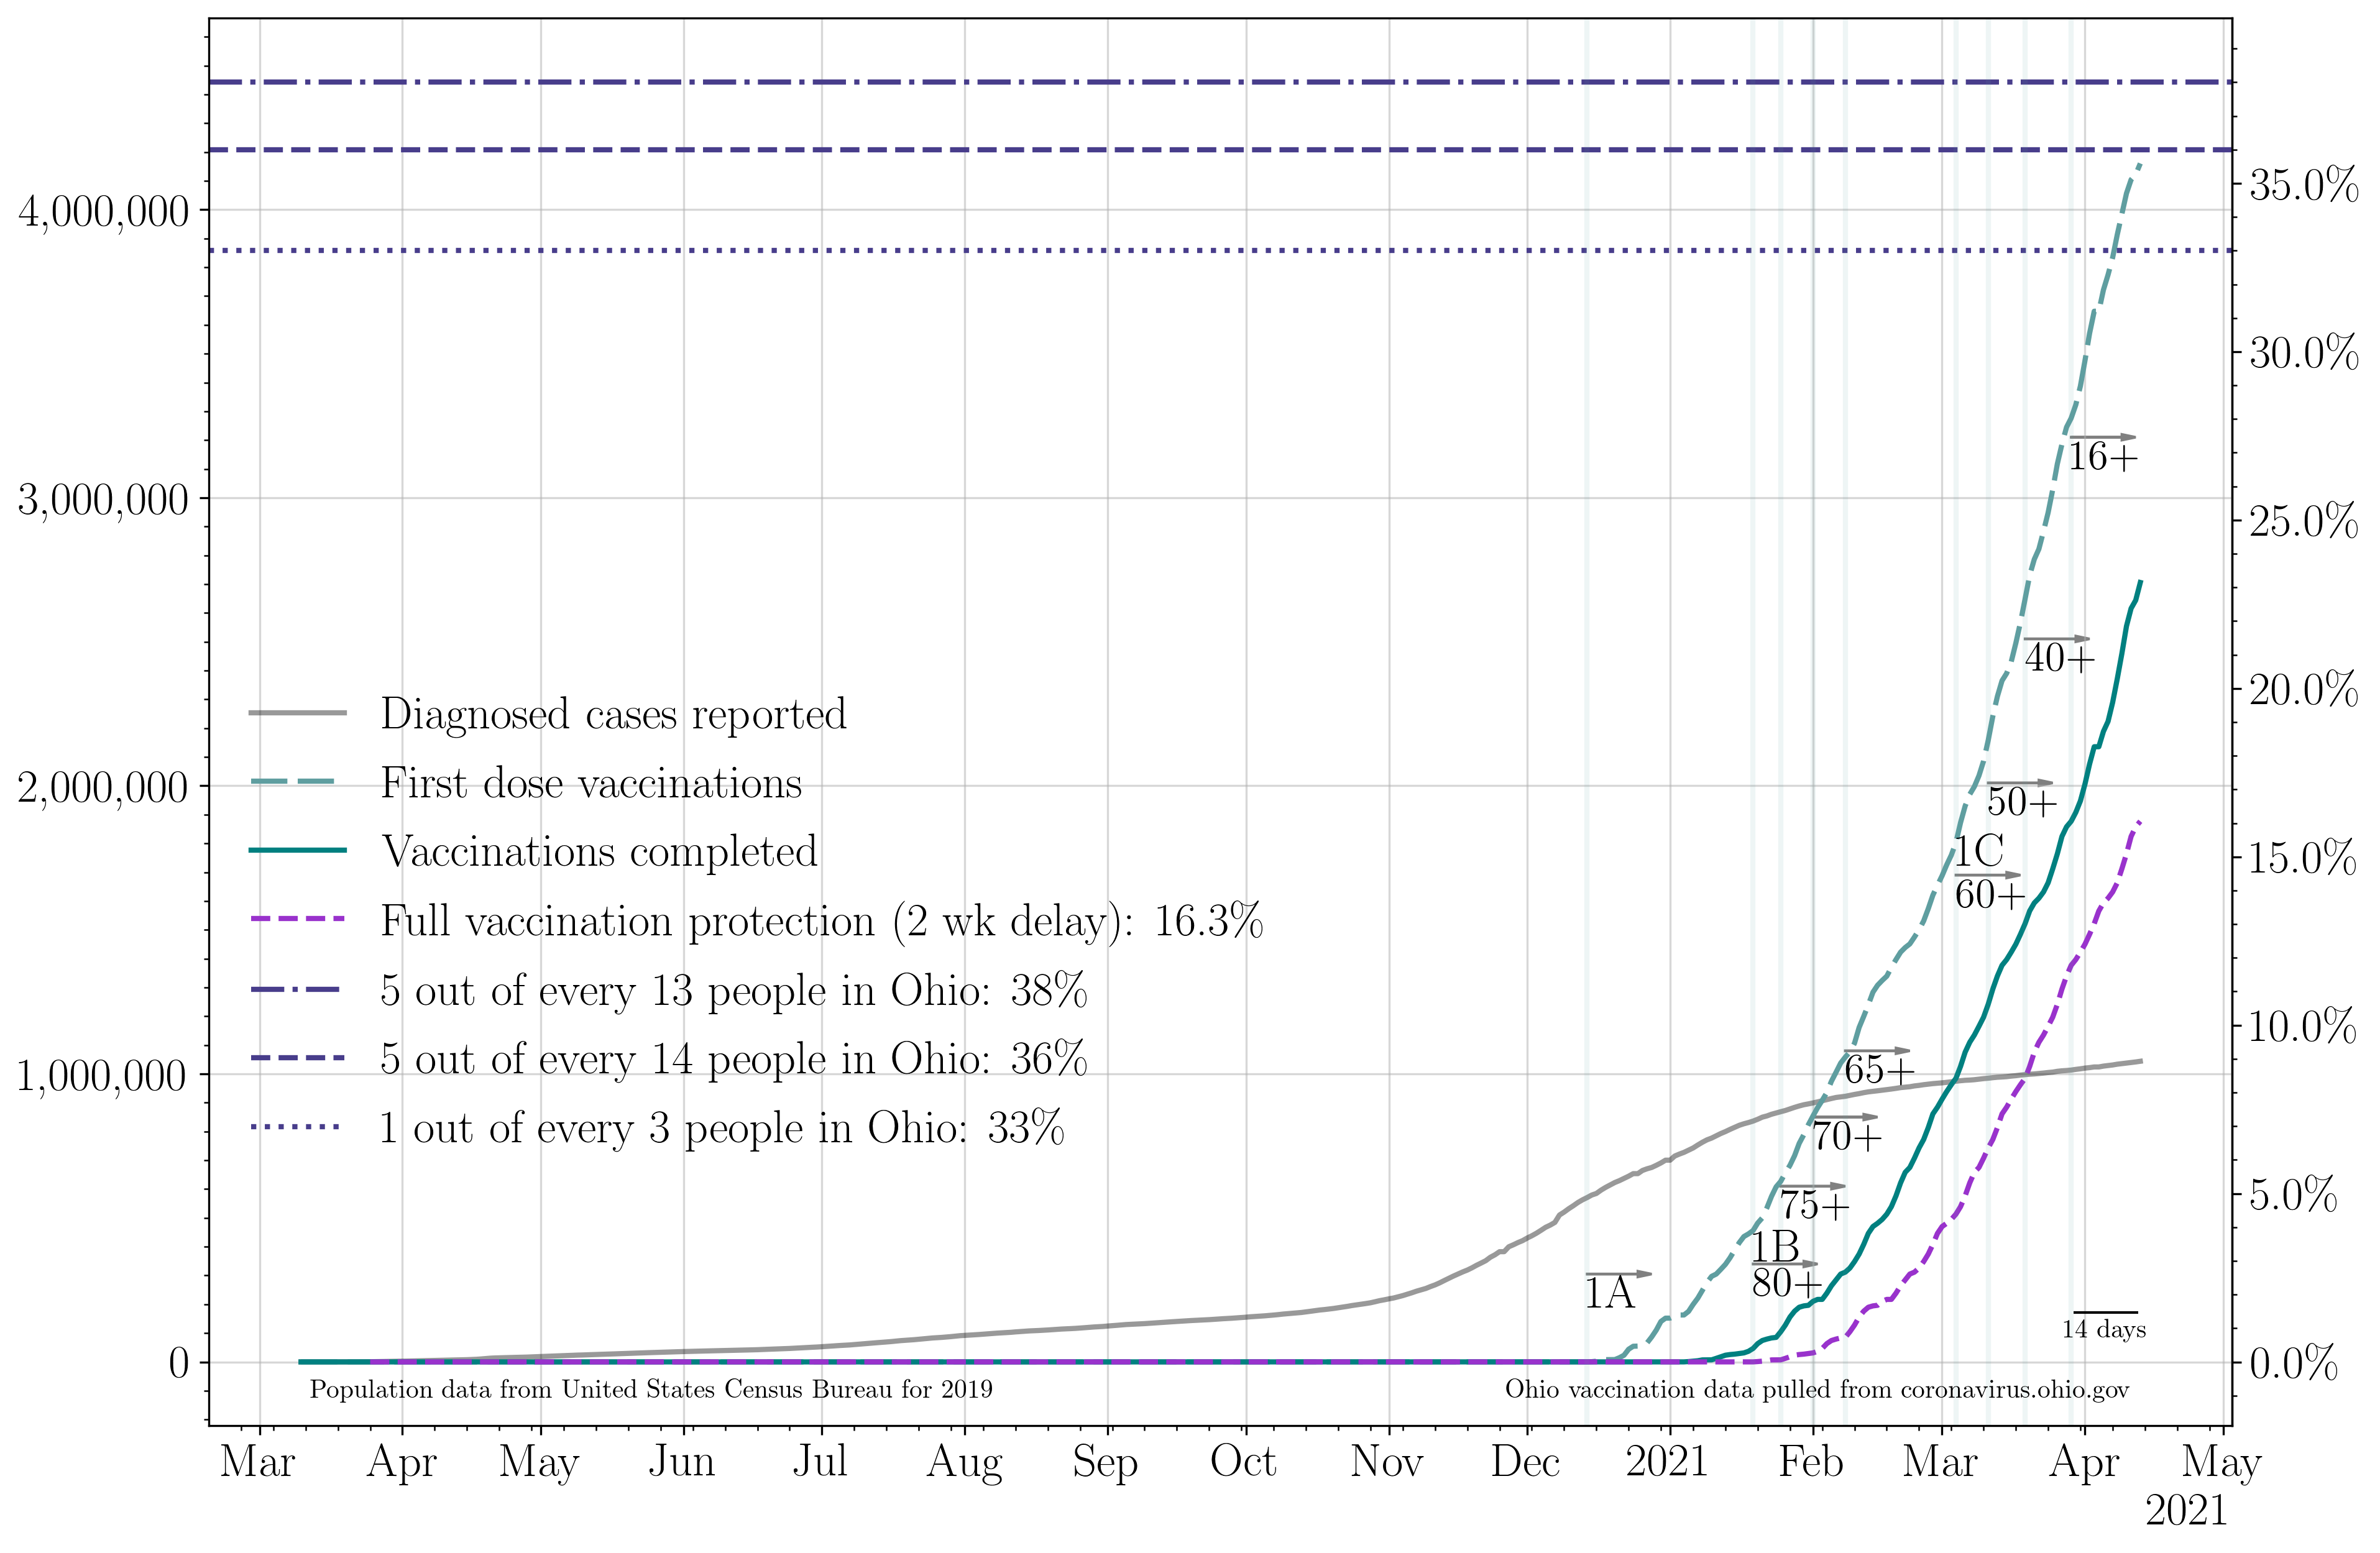 4,000,000
3,000,000
2,000,000
1,000,000
0
35.0%
30.0%
25.0%
20.0%
15.0%
10.0%
5.0%
0.0%
Diagnosed cases reported
First dose vaccinations
Vaccinations completed
Full vaccination protection (2 wk delay): 16.3%
5 out of every 13 people in Ohio: 38%
5 out of every 14 people in Ohio: 36%
1 out of every 3 people in Ohio: 33%
16+
40+
50+
1C
60+
65+
70+
75+
1B
80+
1A
14 days
Population data from United States Census Bureau for 2019
Ohio vaccination data pulled from coronavirus.ohio.gov
Mar Apr May Jun Jul Aug Sep Oct Nov Dec 2021 Feb Mar Apr May
2021